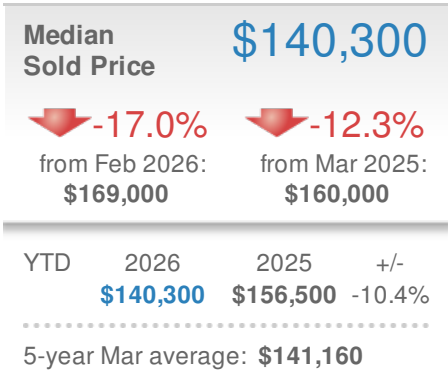 Median
Sold Price
$140,300
-17.0%
from Feb 2026:
$169,000
-12.3%
from Mar 2025:
$160,000
YTD 2026 2025 +/-
$140,300 $156,500 -10.4%
5-year Mar average: $141,160